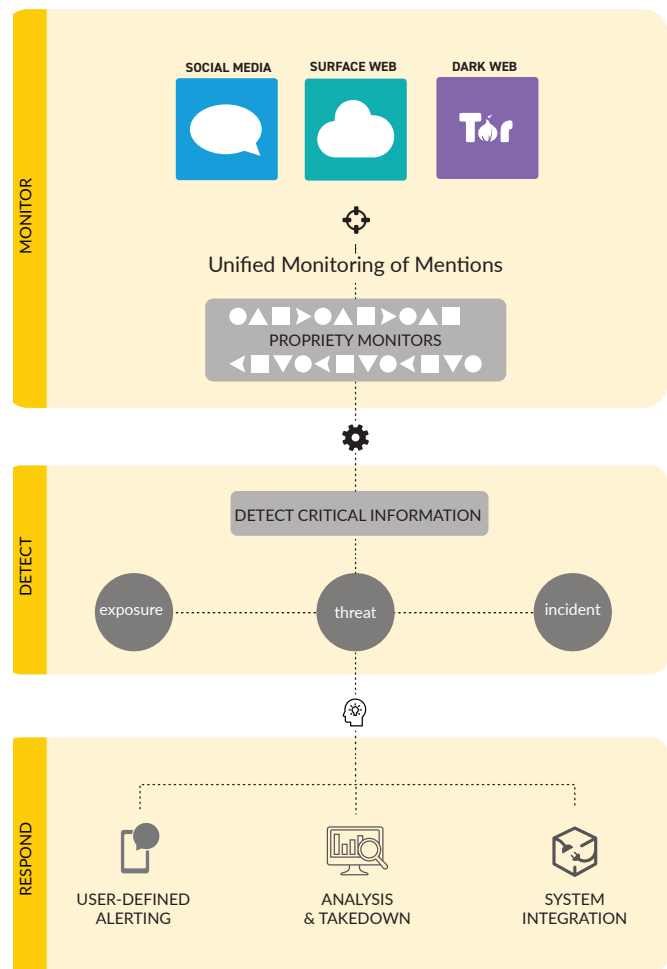 MONITOR
SOCIAL MEDIA
SURFACE WEB
DARK WEB
Tor
Unified Monitoring of Mentions
PROPRIETY MONITORS
DETECT
DETECT CRITICAL INFORMATION
exposure
threat
incident
RESPOND
USER-DEFINED
ALERTING
ANALYSIS
& TAKEDOWN
SYSTEM
INTEGRATION